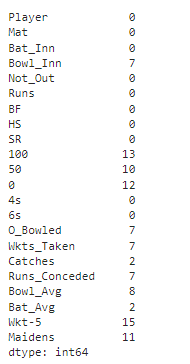 Player 0
Mat 0
Bat_Inn 0
Bowl_Inn 7
Not_Out 0
Runs 0
BF 0
HS 0
SR 0
100 13
50 10
0 12
4s 0
6s 0
O_Bowled 7
Wkts_Taken 7
Catches 2
Runs_Conceded 7
Bowl_Avg 8
Bat_Avg 2
Wkt-5 15
Maidens 11
dtype: int64